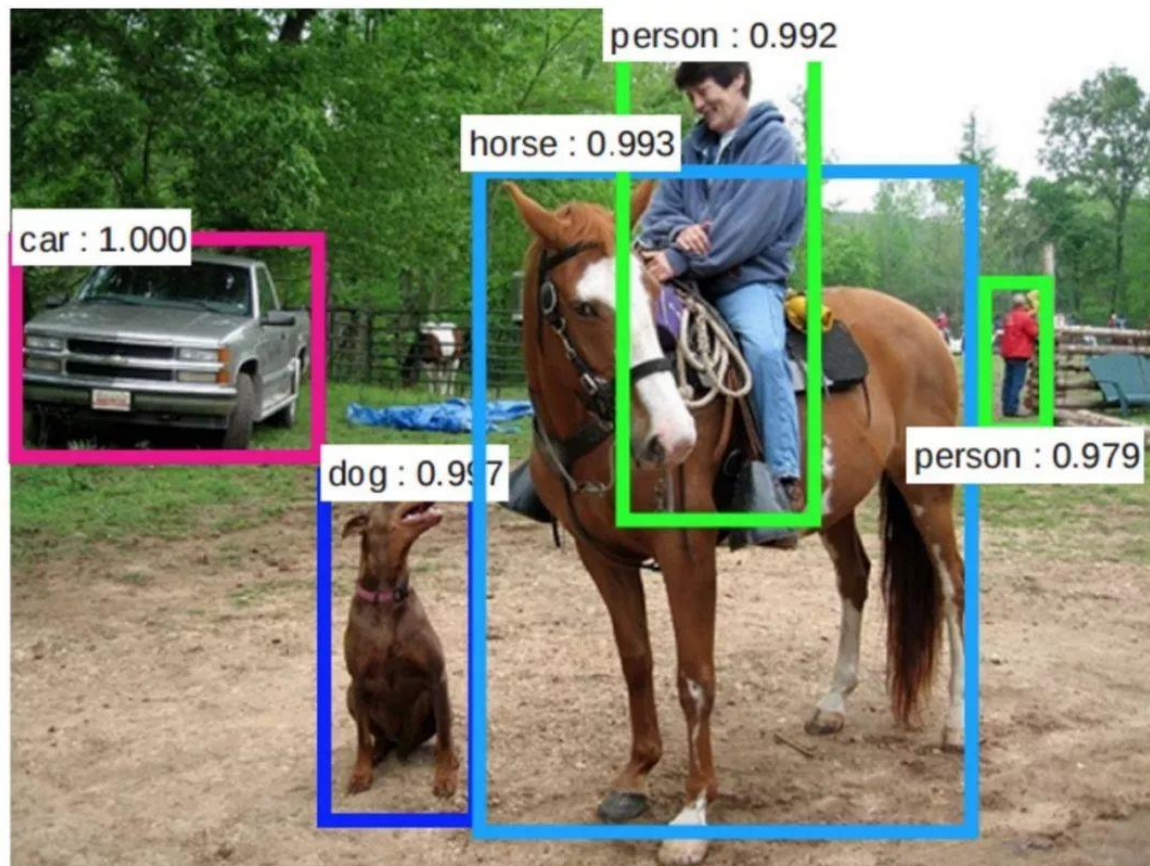 person : 0.992
horse : 0.993
car : 1.000
dog : 0.997
person : 0.979